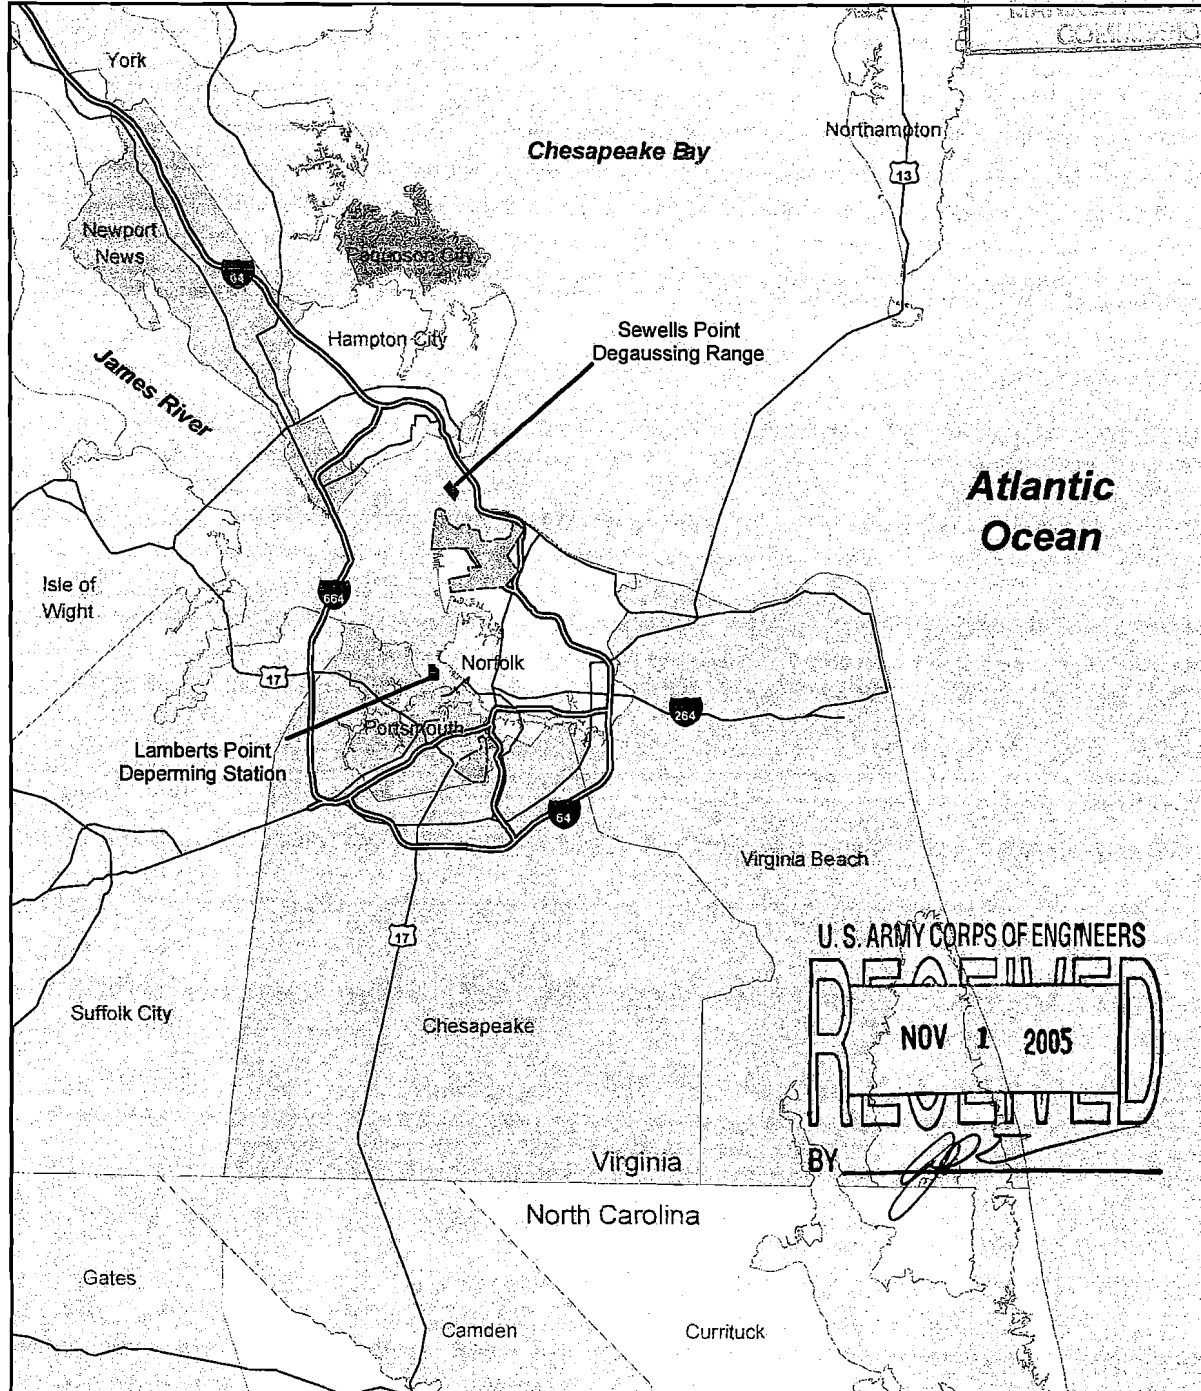 COMMISSION
York
Northampton
Chesapeake Bay
13
Newport
News
64
Poquoson City
Sewells Point
Degaussing Range
Hampton City
James River
Atlantic
Ocean
Isle of
Wight
664
17
Norfolk
264
Portsmouth
Lamberts Point
Deperming Station
64
Virginia Beach
U. S. ARMY CORPS OF ENGINEERS
RECEIVED
17
Suffolk City
Chesapeake
NOV 1 2005
BY
Virginia
North Carolina
Gates
Camden
Currituck